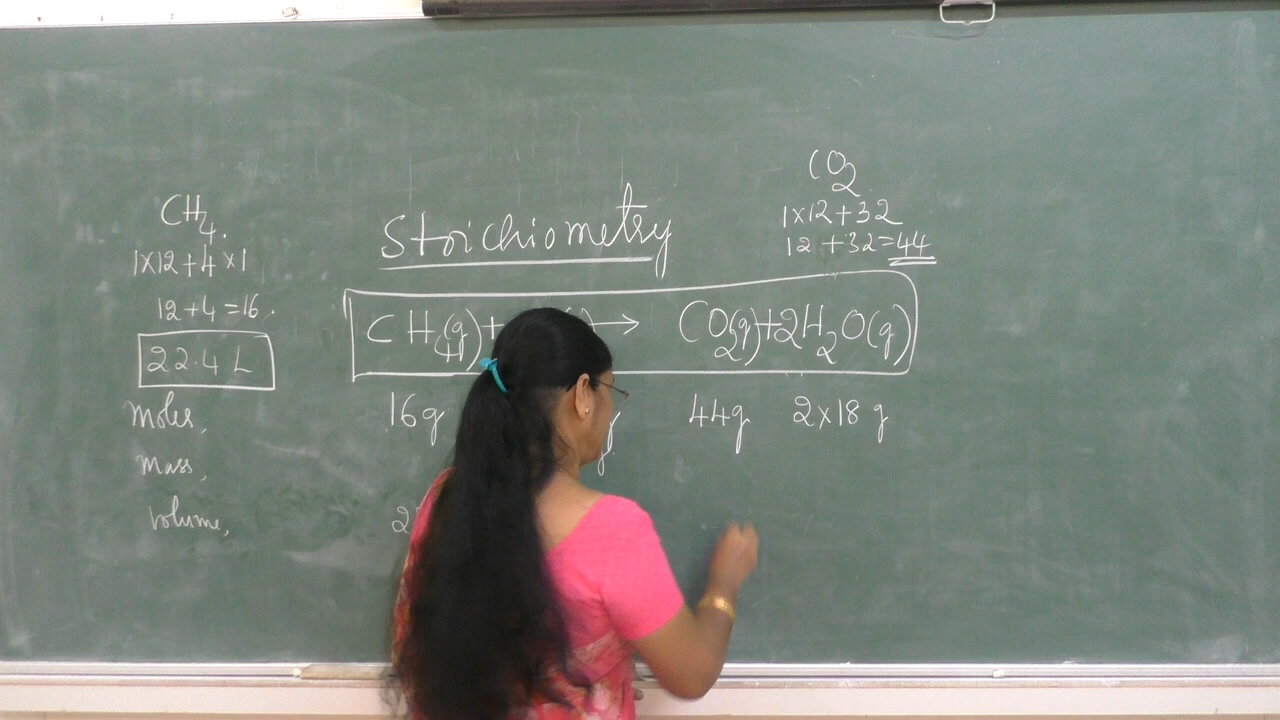 CH₄.
1×12+4×1
12+4=16.
22.4 L
Moles,
Mass,
Volume,
Stoichiometry
CO₂
1×12+32
12+32=44
CH₄(g)+ → CO₂(g)+2H₂O(g)
16g 44g 2×18 g